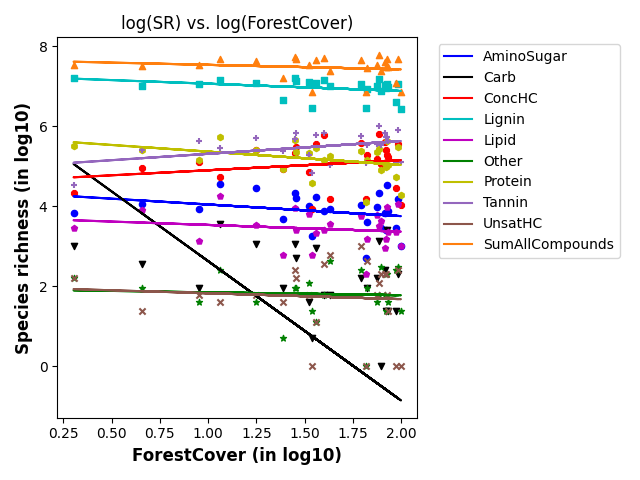 log(SR) vs. log(ForestCover)
Species richness (in log10)
8
6
4
2
0
0.25 0.50 0.75 1.00 1.25 1.50 1.75 2.00
ForestCover (in log10)
AminoSugar
Carb
ConcHC
Lignin
Lipid
Other
Protein
Tannin
UnsatHC
SumAllCompounds